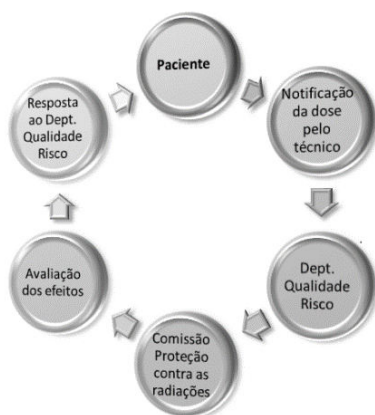 Paciente
Notificação
da dose pelo
técnico
Dept.
Qualidade
Risco
Comissão
Proteção
contra as
radiações
Avaliação
dos efeitos
Resposta
ao Dept.
Qualidade
Risco